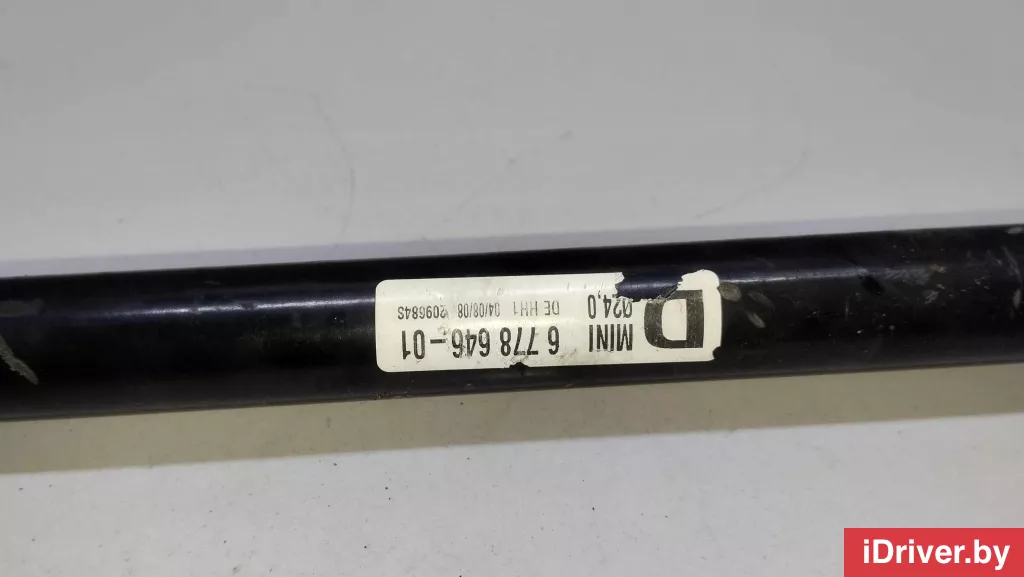 D
Ø24,0
MINI
DE HH1 04/08/08 209684S
6 778 646-01
iDriver.by